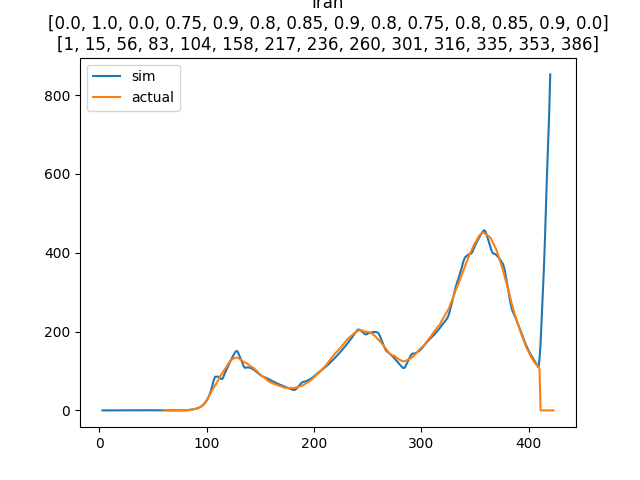 Iran
[0.0, 1.0, 0.0, 0.75, 0.9, 0.8, 0.85, 0.9, 0.8, 0.75, 0.8, 0.85, 0.9, 0.0]
[1, 15, 56, 83, 104, 158, 217, 236, 260, 301, 316, 335, 353, 386]
sim
actual
800
600
400
200
0
0 100 200 300 400